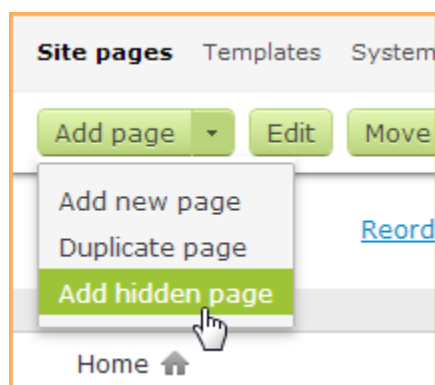 Site pages Templates System
Add page Edit Move
Add new page
Duplicate page
Reord
Add hidden page
Home